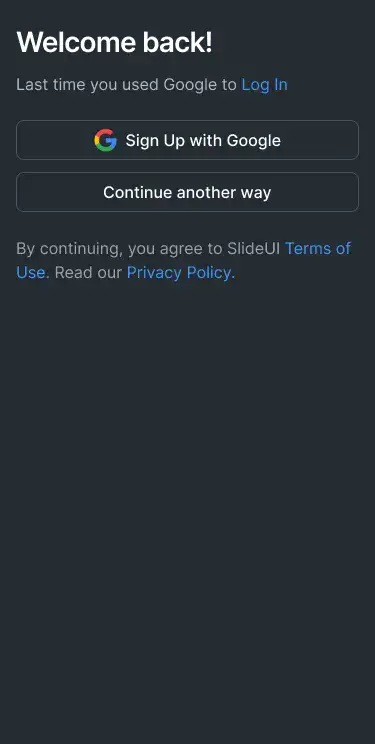 Welcome back!
Last time you used Google to Log In
Sign Up with Google
Continue another way
By continuing, you agree to SlideUI Terms of
Use. Read our Privacy Policy.